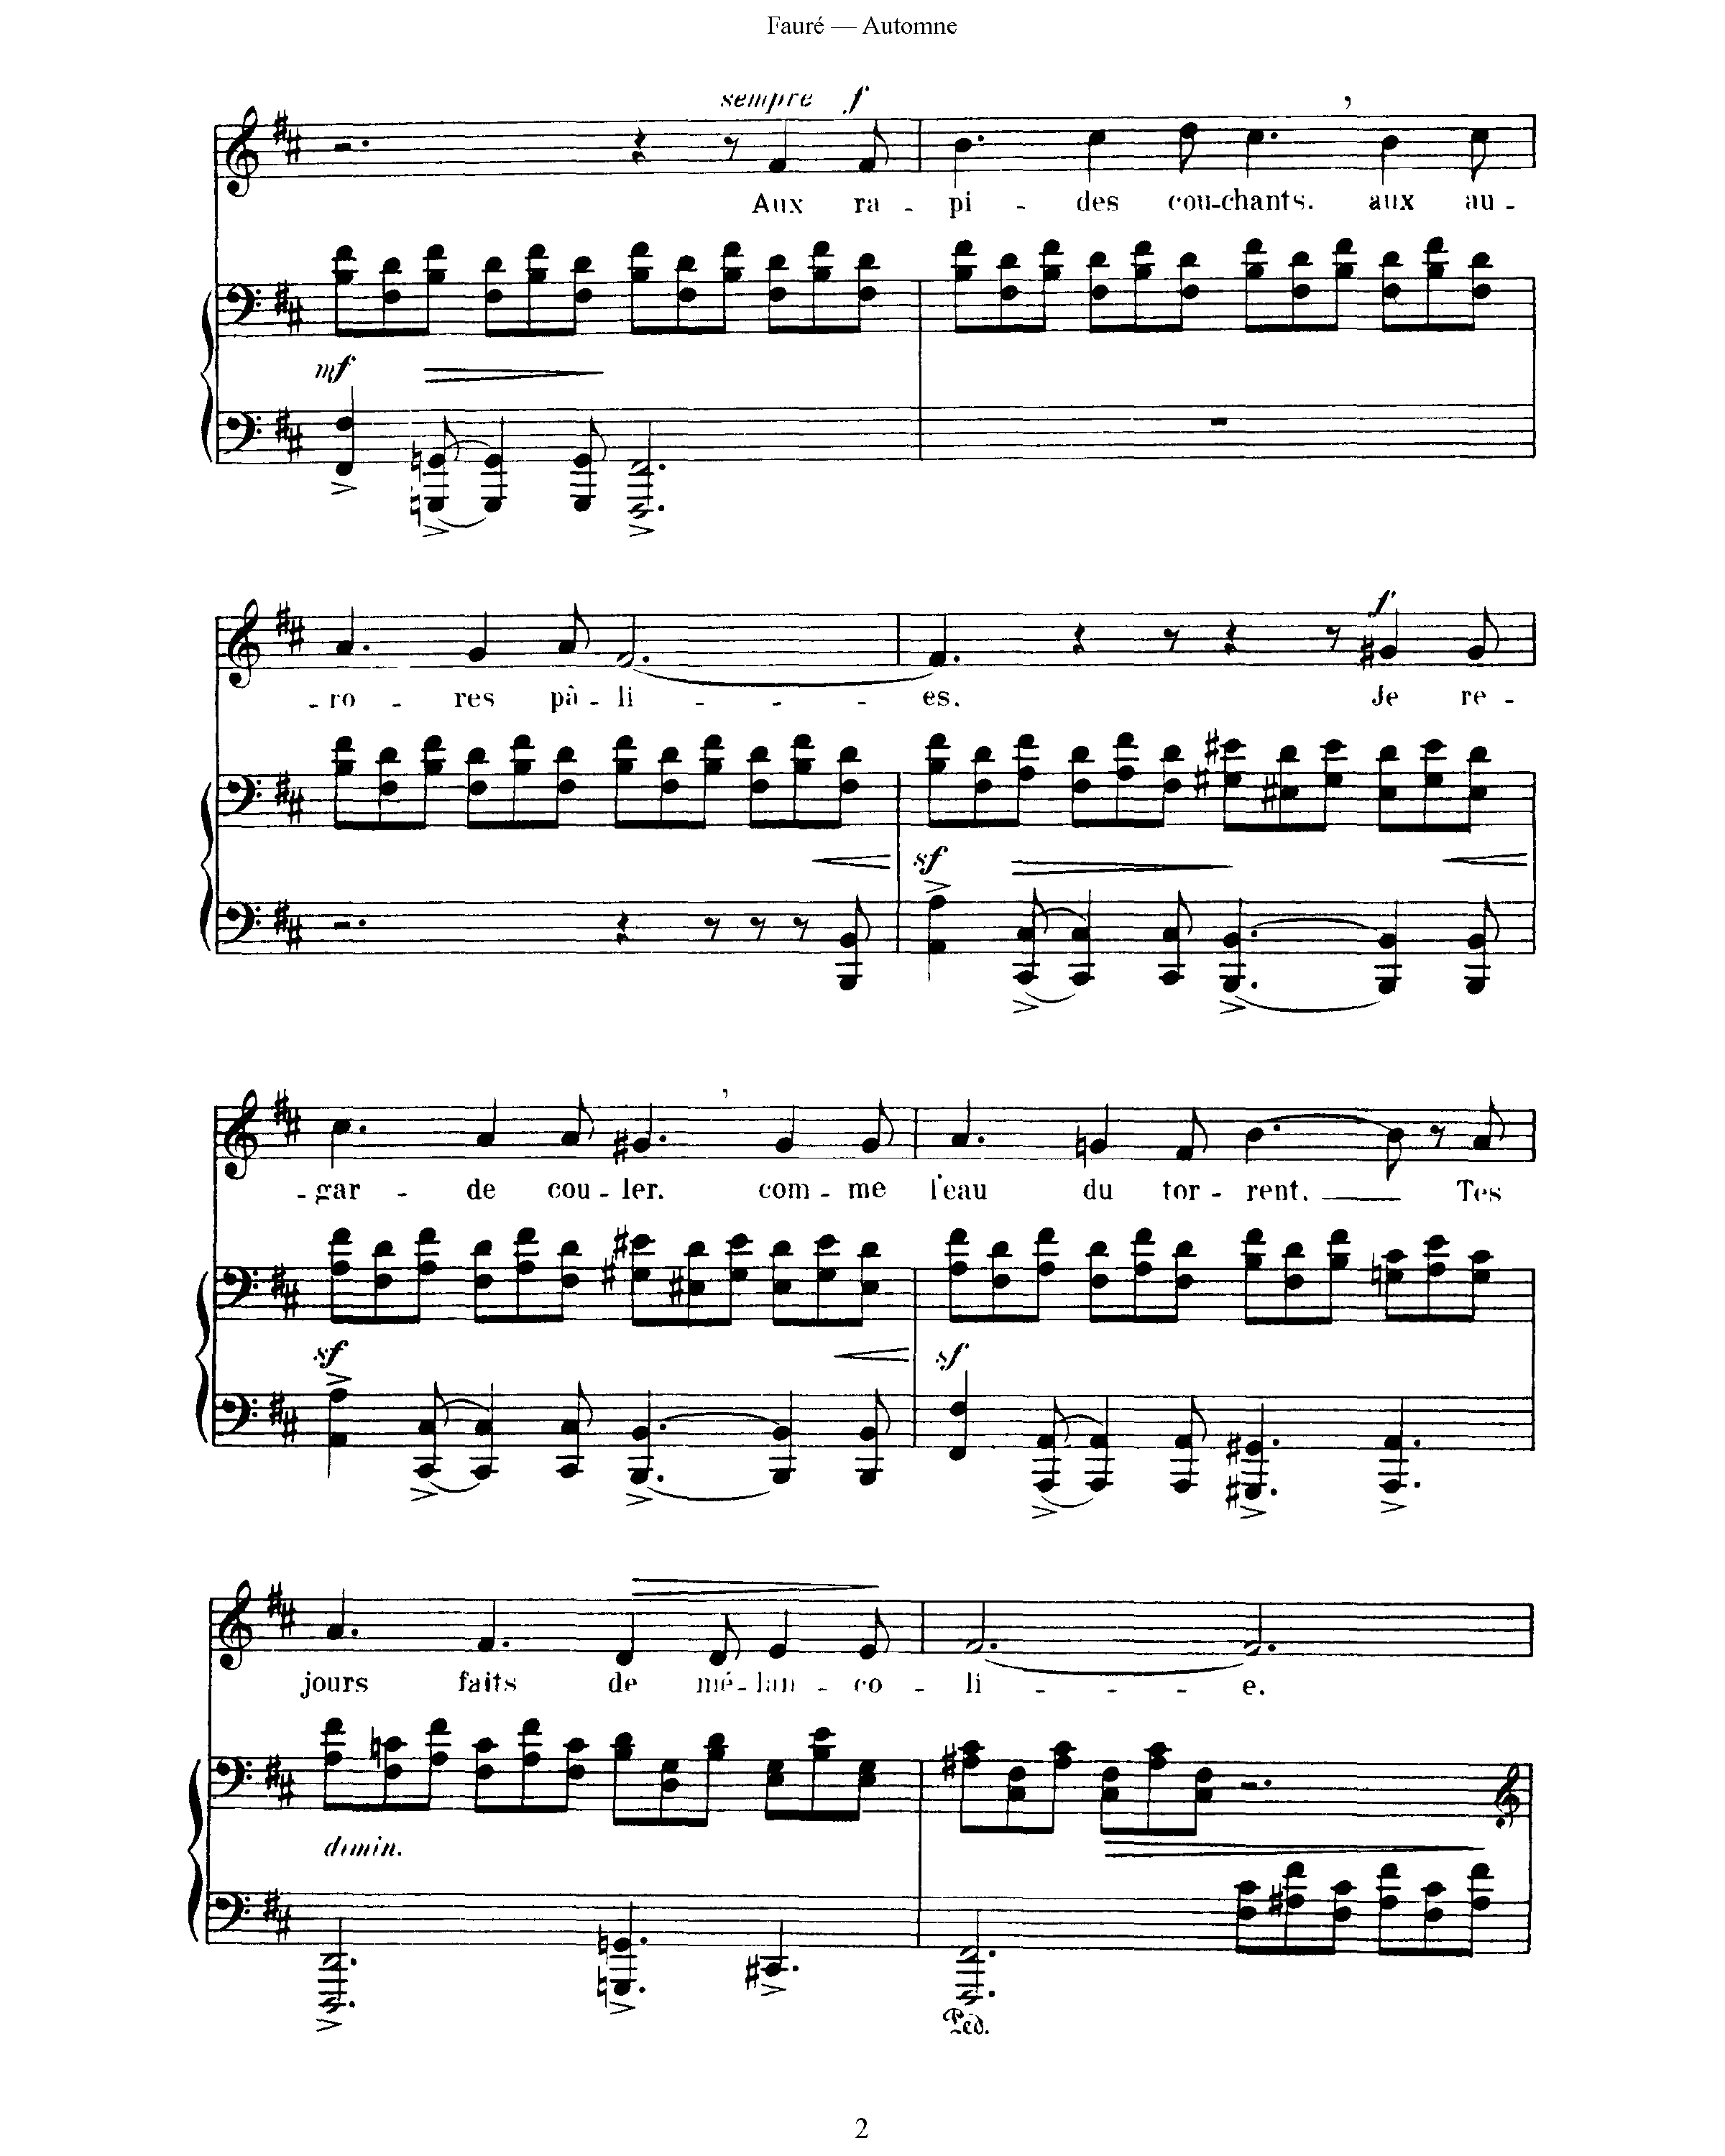 Fauré — Automne
sempre f
Aux ra - pi - des cou-chants. aux au -
mf
f
- ro - res pâ - li - - - es. Je re -
sf
,
- gar - de cou - ler. com - me l'eau du tor - rent. Tes
sf sf
jours faits de mé - lan - co - li - - - e.
dimin.
Ped.
2